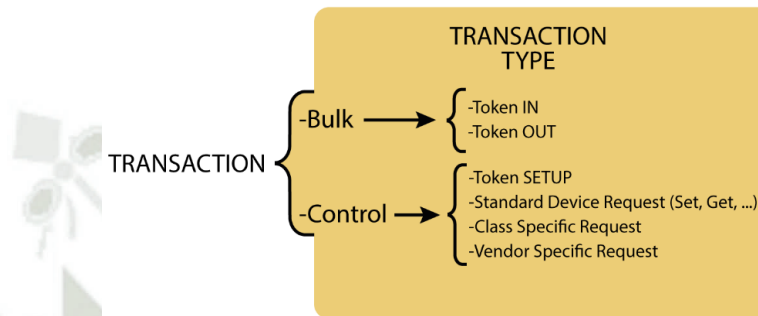 TRANSACTION
TYPE
TRANSACTION
-Bulk
-Token IN
-Token OUT
-Control
-Token SETUP
-Standard Device Request (Set, Get, ...)
-Class Specific Request
-Vendor Specific Request